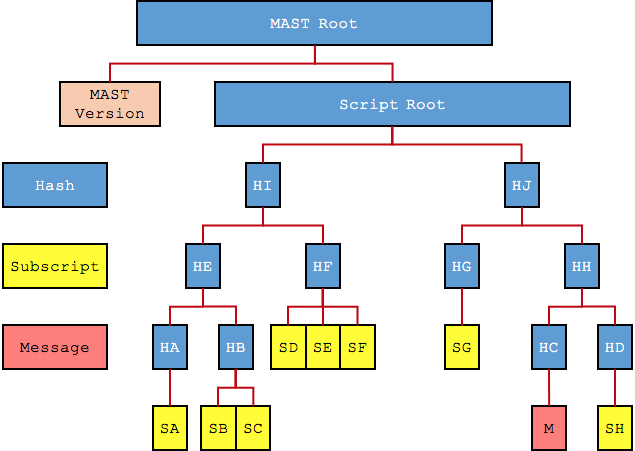 MAST Root
MAST
Version
Script Root
Hash
HI
HJ
Subscript
HE
HF
HG
HH
Message
HA
HB
SD
SE
SF
SG
HC
HD
SA
SB
SC
M
SH